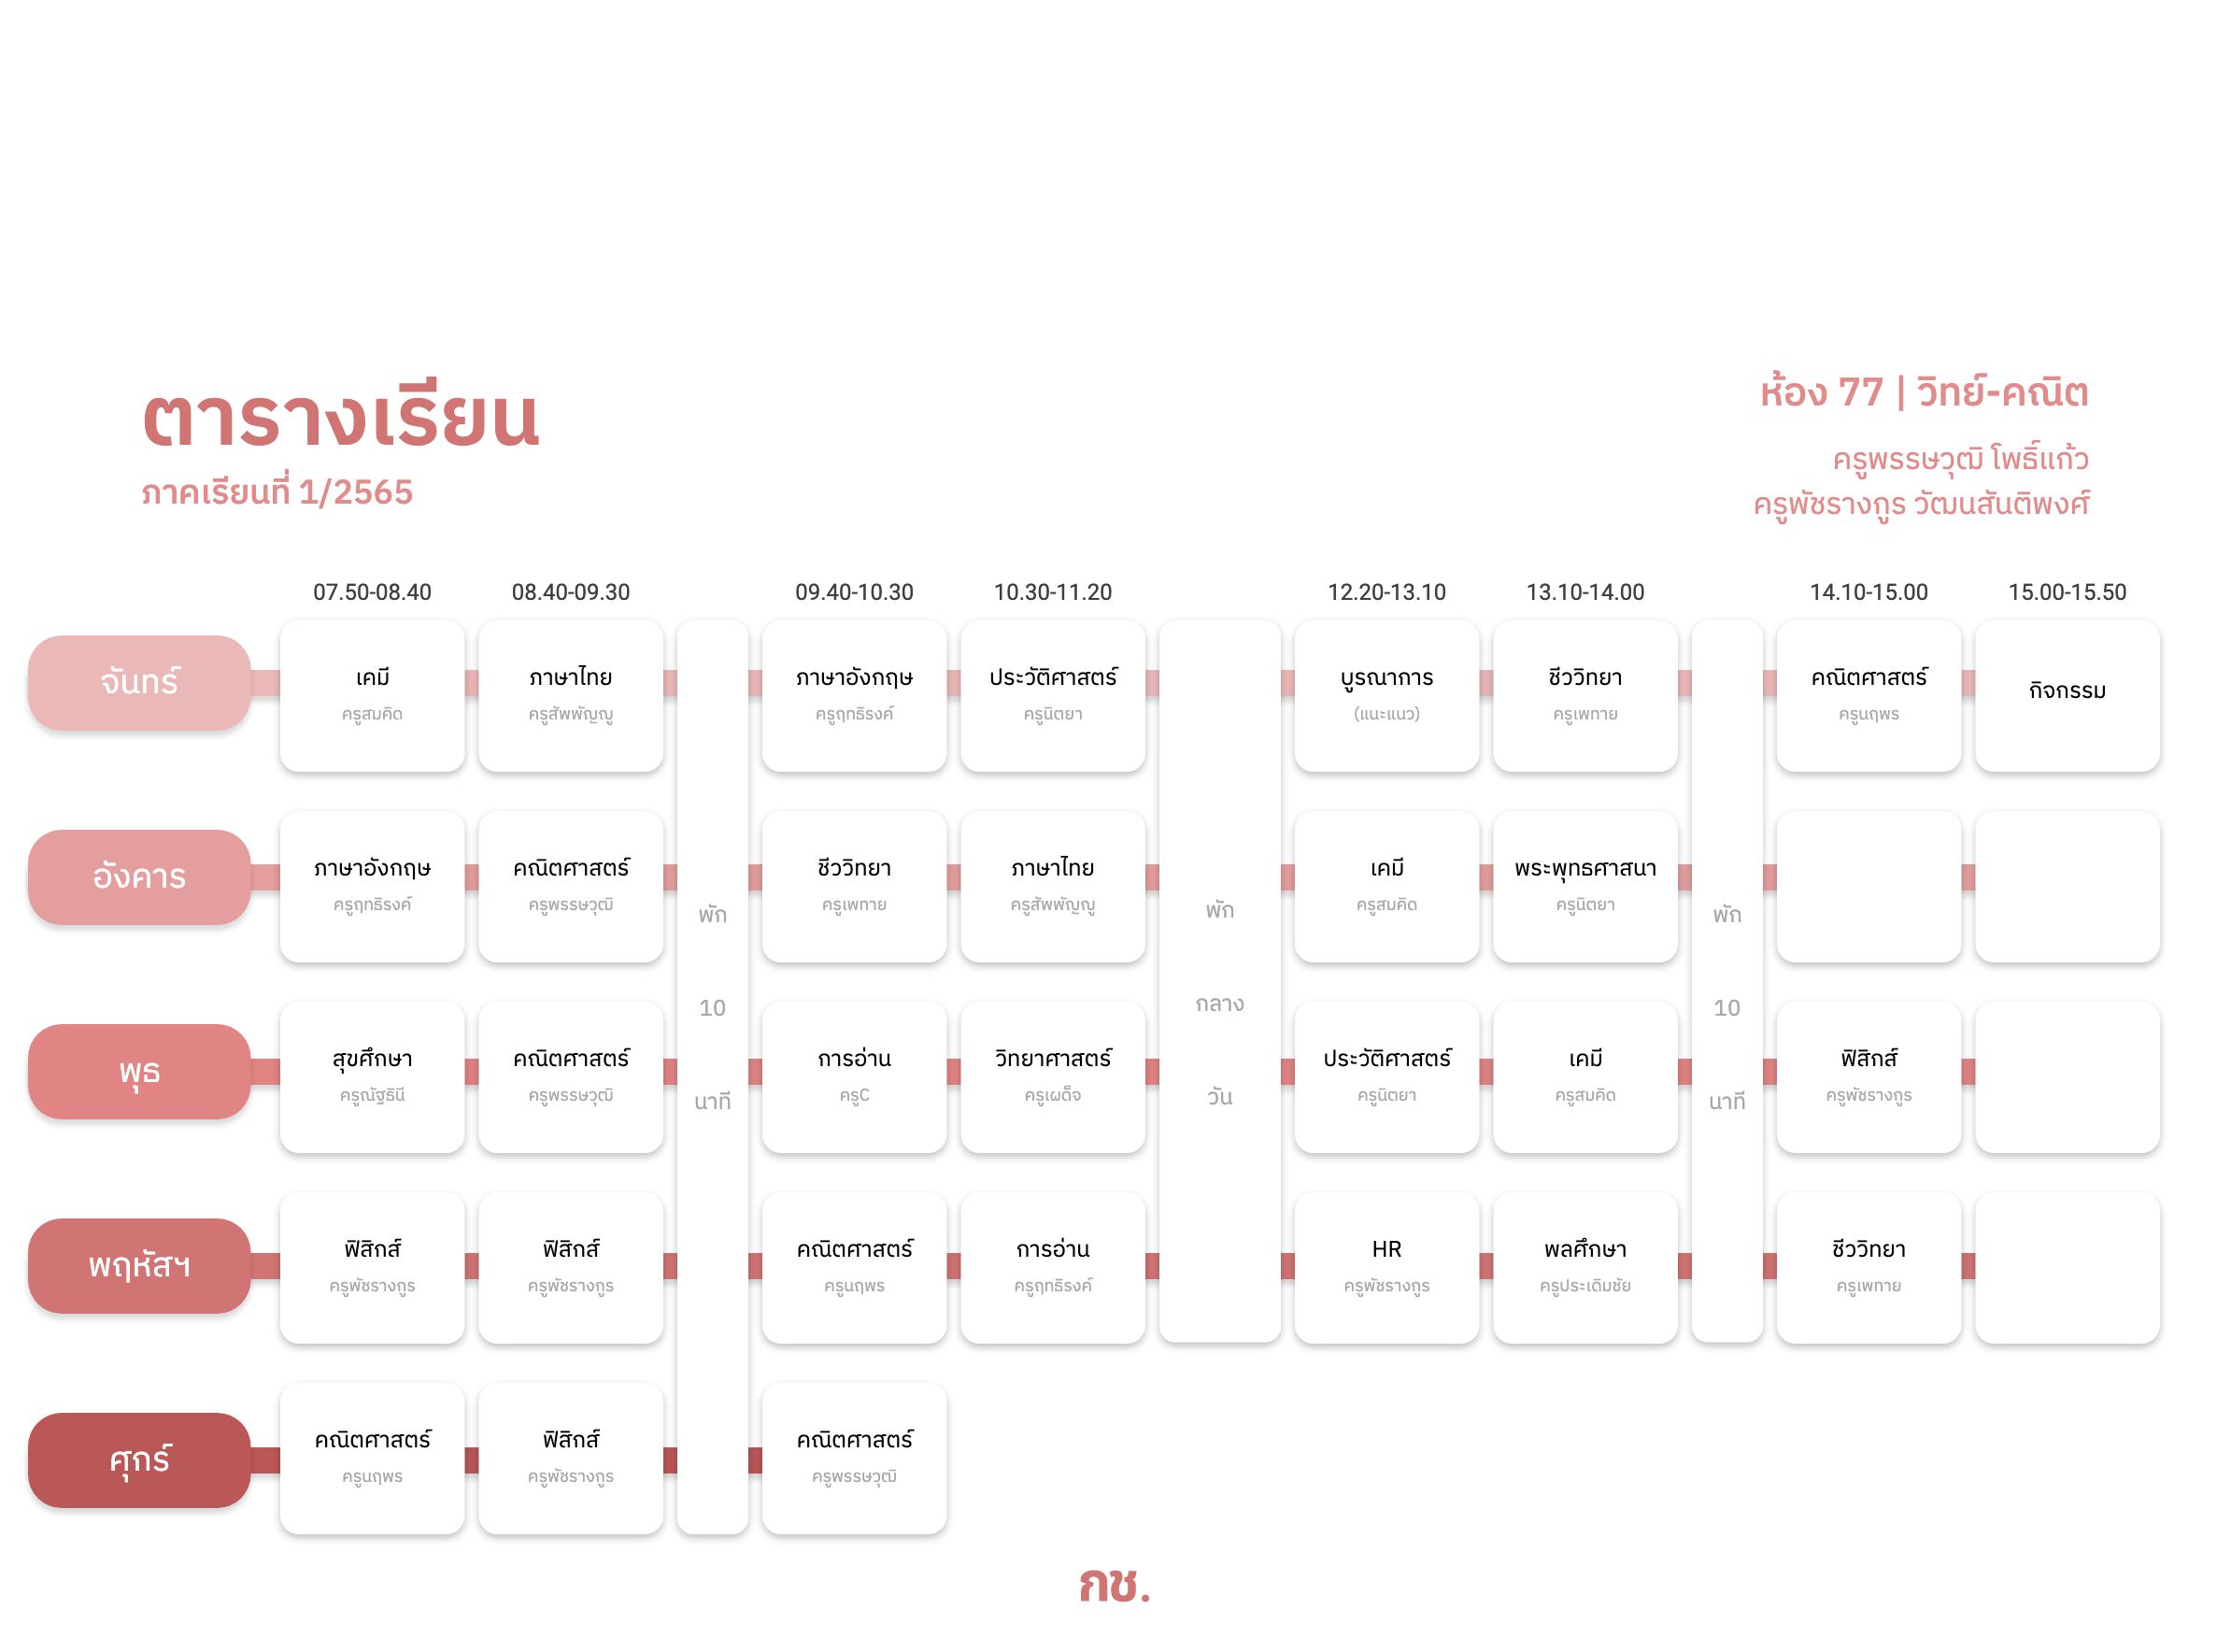 ตารางเรียน
ภาคเรียนที่ 1/2565
ห้อง 77 | วิทย์-คณิต
ครูพรรษวุฒิ โพธิ์แก้ว
ครูพัชรางกูร วัฒนสันติพงศ์
07.50-08.40 08.40-09.30 09.40-10.30 10.30-11.20 12.20-13.10 13.10-14.00 14.10-15.00 15.00-15.50
จันทร์ เคมี ภาษาไทย ภาษาอังกฤษ ประวัติศาสตร์ บูรณาการ ชีววิทยา คณิตศาสตร์ กิจกรรม
ครูสมคิด ครูสัพพัญญู ครูฤทธิรงค์ ครูนิตยา (แนะแนว) ครูเพทาย ครูนฤพร
อังคาร ภาษาอังกฤษ คณิตศาสตร์ ชีววิทยา ภาษาไทย เคมี พระพุทธศาสนา
ครูฤทธิรงค์ ครูพรรษวุฒิ ครูเพทาย ครูสัพพัญญู ครูสมคิด ครูนิตยา
พัก พัก พัก
10 กลาง 10
นาที วัน นาที
พุธ สุขศึกษา คณิตศาสตร์ การอ่าน วิทยาศาสตร์ ประวัติศาสตร์ เคมี ฟิสิกส์
ครูณัฐธินี ครูพรรษวุฒิ ครูC ครูเผด็จ ครูนิตยา ครูสมคิด ครูพัชรางกูร
พฤหัสฯ ฟิสิกส์ ฟิสิกส์ คณิตศาสตร์ การอ่าน HR พลศึกษา ชีววิทยา
ครูพัชรางกูร ครูพัชรางกูร ครูนฤพร ครูฤทธิรงค์ ครูพัชรางกูร ครูประเดิมชัย ครูเพทาย
ศุกร์ คณิตศาสตร์ ฟิสิกส์ คณิตศาสตร์
ครูนฤพร ครูพัชรางกูร ครูพรรษวุฒิ
กช.